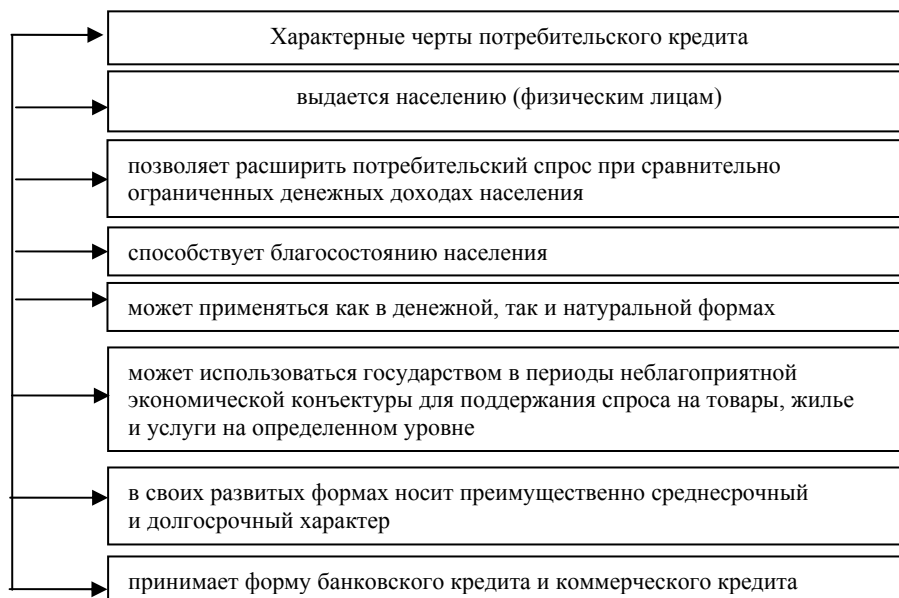 Характерные черты потребительского кредита
выдается населению (физическим лицам)
позволяет расширить потребительский спрос при сравнительно
ограниченных денежных доходах населения
способствует благосостоянию населения
может применяться как в денежной, так и натуральной формах
может использоваться государством в периоды неблагоприятной
экономической конъектуры для поддержания спроса на товары, жилье
и услуги на определенном уровне
в своих развитых формах носит преимущественно среднесрочный
и долгосрочный характер
принимает форму банковского кредита и коммерческого кредита